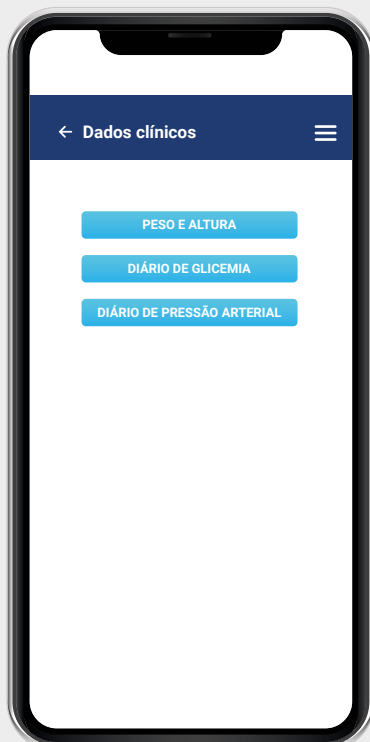 Dados clínicos
PESO E ALTURA
DIÁRIO DE GLICEMIA
DIÁRIO DE PRESSÃO ARTERIAL